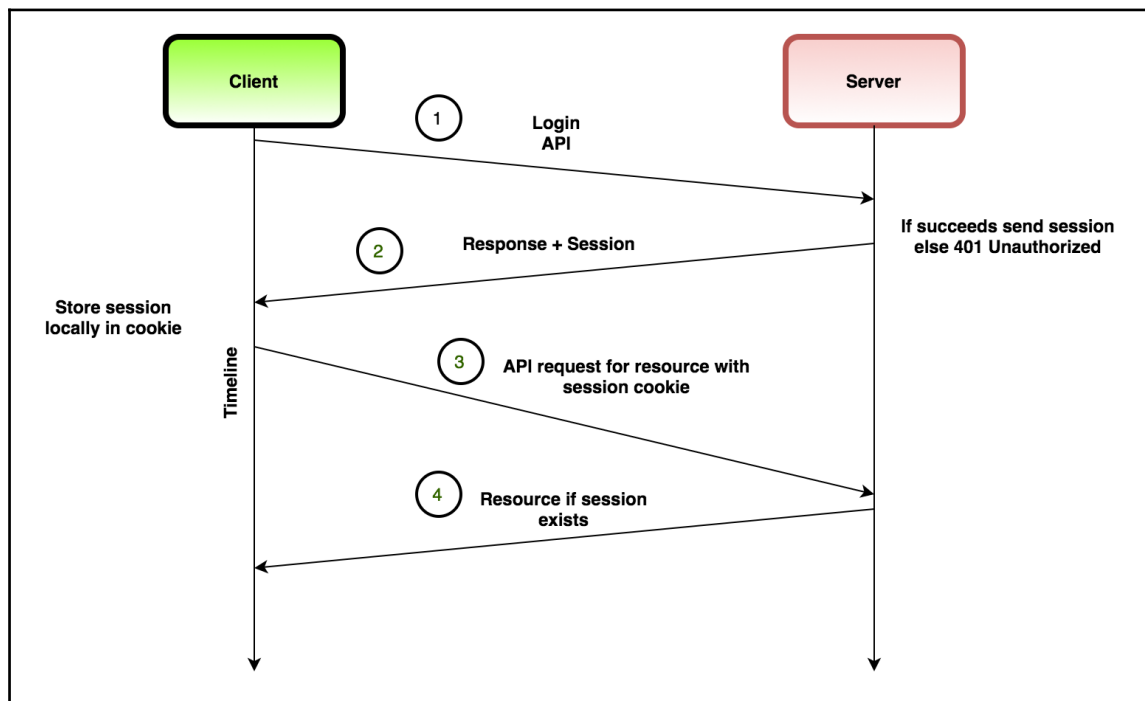 Client
Server
1
Login
API
If succeeds send session
else 401 Unauthorized
2
Response + Session
Store session
locally in cookie
Timeline
3
API request for resource with
session cookie
4
Resource if session
exists